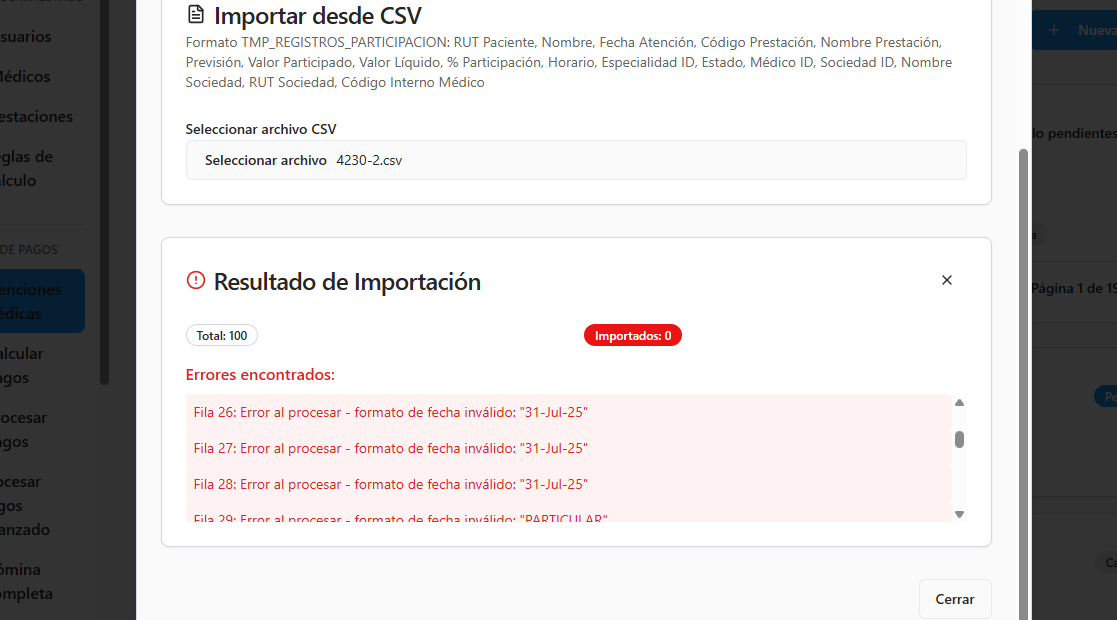 Importar desde CSV
Formato TMP_REGISTROS_PARTICIPACION: RUT Paciente, Nombre, Fecha Atención, Código Prestación, Nombre Prestación,
Previsión, Valor Participado, Valor Líquido, % Participación, Horario, Especialidad ID, Estado, Médico ID, Sociedad ID, Nombre
Sociedad, RUT Sociedad, Código Interno Médico
Seleccionar archivo CSV
Seleccionar archivo 4230-2.csv
Resultado de Importación
Total: 100
Importados: 0
Errores encontrados:
Fila 26: Error al procesar - formato de fecha inválido: "31-Jul-25"
Fila 27: Error al procesar - formato de fecha inválido: "31-Jul-25"
Fila 28: Error al procesar - formato de fecha inválido: "31-Jul-25"
Fila 29: Error al procesar - formato de fecha inválido: "PARTICULAR"
Cerrar
suarios
édicos
estaciones
glas de
lculo
DE PAGOS
enciones
édicas
alcular
agos
ocesar
agos
ocesar
gos
anzado
ómina
mpleta
+ Nueva
do pendientes
Página 1 de 19
Pe
Ca